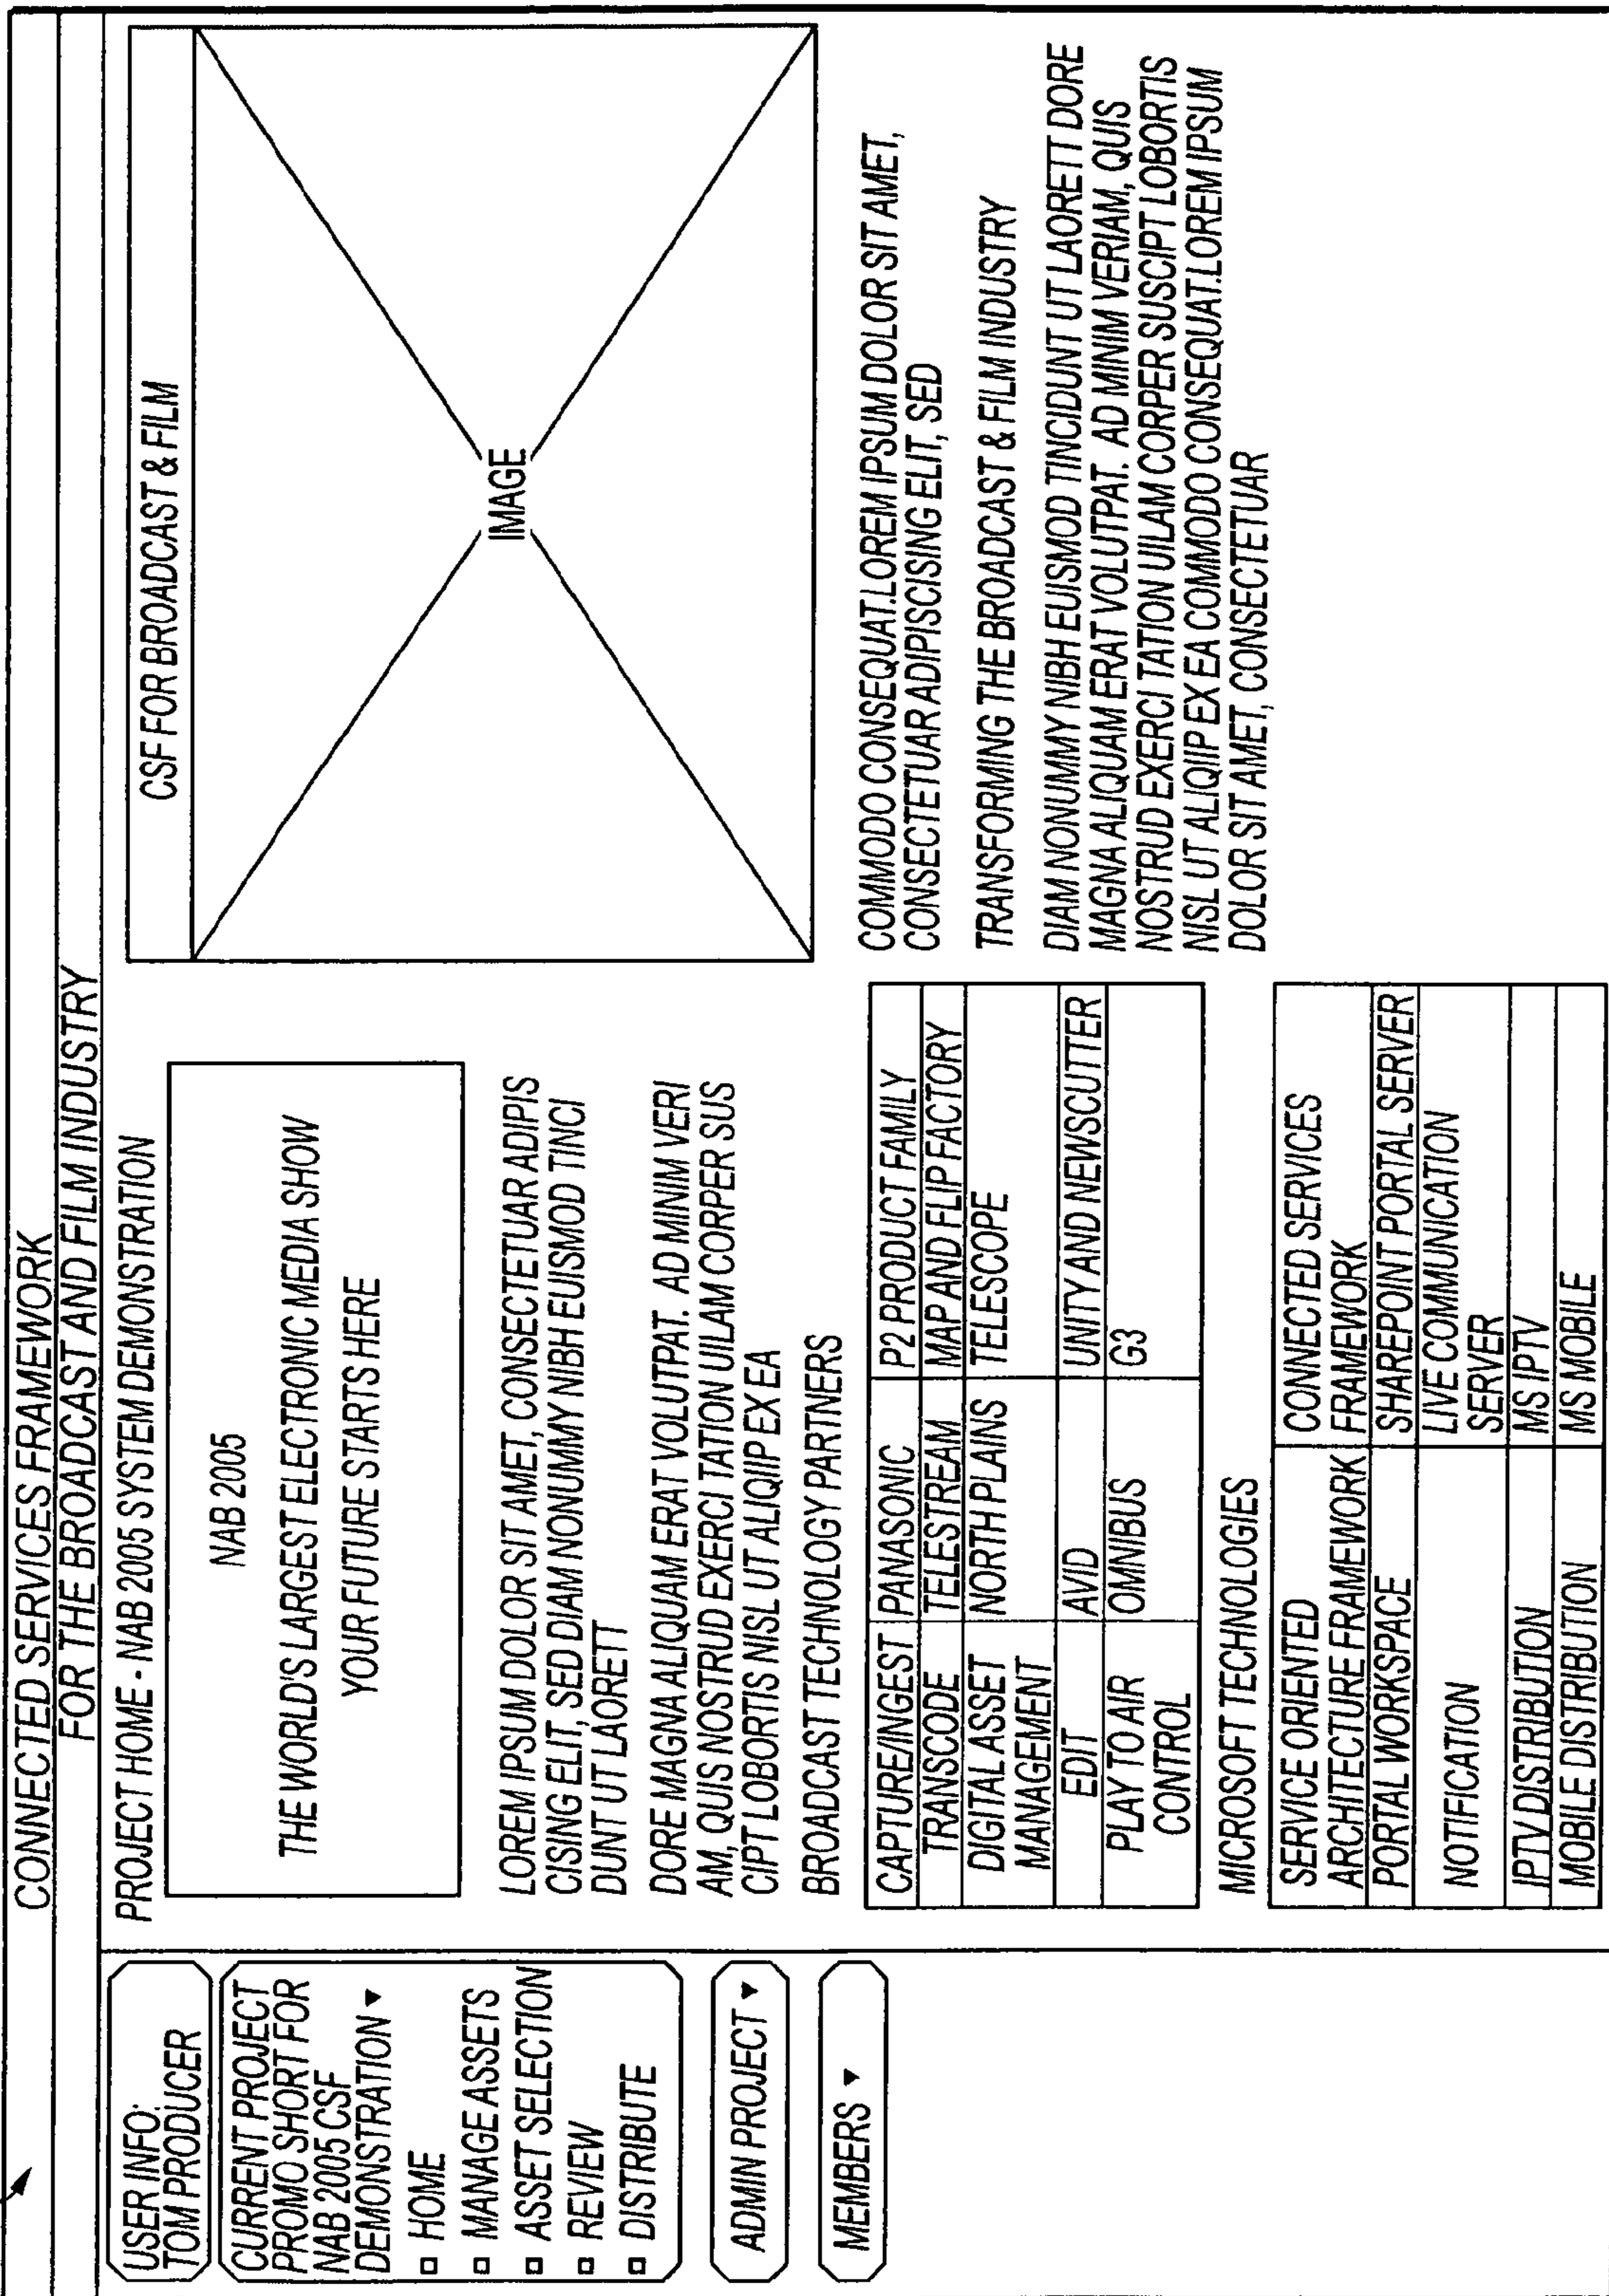 CONNECTED SERVICES FRAMEWORK
FOR THE BROADCAST AND FILM INDUSTRY
USER INFO:
TOM PRODUCER
CURRENT PROJECT
PROMO SHORT FOR
NAB 2005 CSF
DEMONSTRATION
HOME
MANAGE ASSETS
ASSET SELECTION
REVIEW
DISTRIBUTE
ADMIN PROJECT
MEMBERS
PROJECT HOME - NAB 2005 SYSTEM DEMONSTRATION
NAB 2005
THE WORLD'S LARGEST ELECTRONIC MEDIA SHOW
YOUR FUTURE STARTS HERE
LOREM IPSUM DOLOR SIT AMET, CONSECTETUAR ADIPIS
CISING ELIT, SED DIAM NONUMMY NIBH EUISMOD TINCI
DUNT UT LAORETT
DORE MAGNA ALIQUAM ERAT VOLUTPAT. AD MINIM VERI
AM, QUIS NOSTRUD EXERCI TATION UILAM CORPER SUS
CIPT LOBORTIS NISL UT ALIQIIP EX EA
BROADCAST TECHNOLOGY PARTNERS
CAPTURE/INGEST PANASONIC P2 PRODUCT FAMILY
TRANSCODE TELESTREAM MAP AND FLIP FACTORY
DIGITAL ASSET NORTH PLAINS TELESCOPE
MANAGEMENT
EDIT AVID UNITY AND NEWSCUTTER
PLAY TO AIR OMNIBUS G3
CONTROL
MICROSOFT TECHNOLOGIES
SERVICE ORIENTED CONNECTED SERVICES
ARCHITECTURE FRAMEWORK FRAMEWORK
PORTAL WORKSPACE SHAREPOINT PORTAL SERVER
NOTIFICATION LIVE COMMUNICATION
SERVER
IPTV DISTRIBUTION MS IPTV
MOBILE DISTRIBUTION MS MOBILE
CSF FOR BROADCAST & FILM
IMAGE
COMMODO CONSEQUAT.LOREM IPSUM DOLOR SIT AMET,
CONSECTETUAR ADIPISCISING ELIT, SED
TRANSFORMING THE BROADCAST & FILM INDUSTRY
DIAM NONUMMY NIBH EUISMOD TINCIDUNT UT LAORETT DORE
MAGNA ALIQUAM ERAT VOLUTPAT. AD MINIM VERIAM, QUIS
NOSTRUD EXERCI TATION UILAM CORPER SUSCIPT LOBORTIS
NISL UT ALIQIIP EX EA COMMODO CONSEQUAT.LOREM IPSUM
DOLOR SIT AMET, CONSECTETUAR